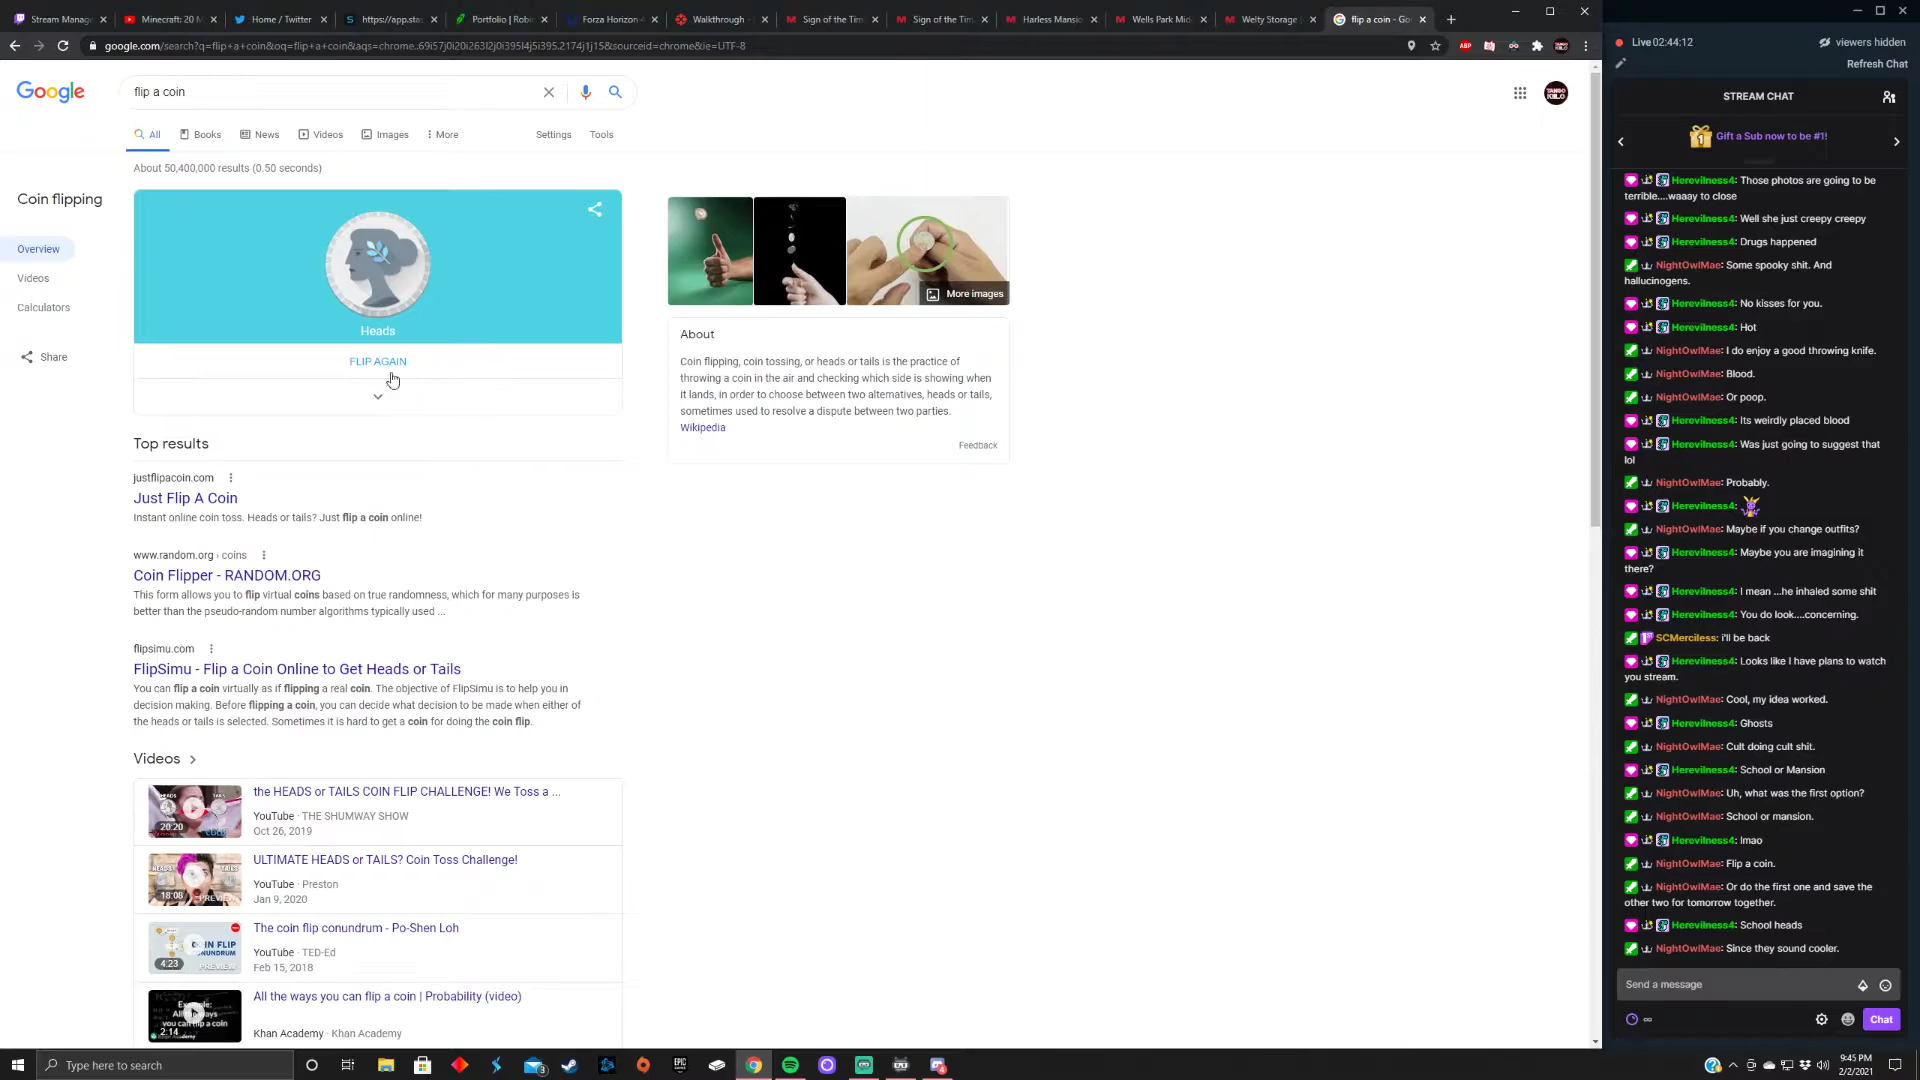 Stream Manage
Minecraft: 20 M
Home / Twitter
https://app.sta
Portfolio | Rob
Forza Horizon
Walkthrough -
Sign of the Tim
Sign of the Tim
Harless Mansi
Wells Park Mid
Welty Storage
flip a coin - Go
google.com/search?q=flip+a+coin&oq=flip+a+coin&aqs=chrome..69i57j0i20i263l2j0i395l4j5i395.2174j1j15&sourceid=chrome&ie=UTF-8
ABP
Google
flip a coin
TANGO
KILO
All
Books
News
Videos
Images
More
Settings
Tools
About 50,400,000 results (0.50 seconds)
Coin flipping
Overview
Videos
Calculators
Share
Heads
FLIP AGAIN
More images
About
Coin flipping, coin tossing, or heads or tails is the practice of
throwing a coin in the air and checking which side is showing when
it lands, in order to choose between two alternatives, heads or tails,
sometimes used to resolve a dispute between two parties.
Wikipedia
Feedback
Top results
justflipacoin.com
Just Flip A Coin
Instant online coin toss. Heads or tails? Just flip a coin online!
www.random.org › coins
Coin Flipper - RANDOM.ORG
This form allows you to flip virtual coins based on true randomness, which for many purposes is
better than the pseudo-random number algorithms typically used ...
flipsimu.com
FlipSimu - Flip a Coin Online to Get Heads or Tails
You can flip a coin virtually as if flipping a real coin. The objective of FlipSimu is to help you in
decision making. Before flipping a coin, you can decide what decision to be made when either of
the heads or tails is selected. Sometimes it is hard to get a coin for doing the coin flip.
Videos
20:20
the HEADS or TAILS COIN FLIP CHALLENGE! We Toss a ...
YouTube · THE SHUMWAY SHOW
Oct 26, 2019
18:08
PREVIEW
ULTIMATE HEADS or TAILS? Coin Toss Challenge!
YouTube · Preston
Jan 9, 2020
COIN FLIP
CONUNDRUM
4:23
PREVIEW
The coin flip conundrum - Po-Shen Loh
YouTube · TED-Ed
Feb 15, 2018
Example:
All the ways
you can flip a coin
2:14
All the ways you can flip a coin | Probability (video)
Khan Academy · Khan Academy
Live 02:44:12
viewers hidden
Refresh Chat
STREAM CHAT
Gift a Sub now to be #1!
Herevilness4: Those photos are going to be
terrible....waaay to close
Herevilness4: Well she just creepy creepy
Herevilness4: Drugs happened
NightOwlMae: Some spooky shit. And
hallucinogens.
Herevilness4: No kisses for you.
Herevilness4: Hot
NightOwlMae: I do enjoy a good throwing knife.
NightOwlMae: Blood.
NightOwlMae: Or poop.
Herevilness4: Its weirdly placed blood
Herevilness4: Was just going to suggest that
lol
NightOwlMae: Probably.
Herevilness4:
NightOwlMae: Maybe if you change outfits?
Herevilness4: Maybe you are imagining it
there?
Herevilness4: I mean ...he inhaled some shit
Herevilness4: You do look....concerning.
SCMerciless: i'll be back
Herevilness4: Looks like I have plans to watch
you stream.
NightOwlMae: Cool, my idea worked.
Herevilness4: Ghosts
NightOwlMae: Cult doing cult shit.
Herevilness4: School or Mansion
NightOwlMae: Uh, what was the first option?
NightOwlMae: School or mansion.
Herevilness4: lmao
NightOwlMae: Flip a coin.
NightOwlMae: Or do the first one and save the
other two for tomorrow together.
Herevilness4: School heads
NightOwlMae: Since they sound cooler.
Send a message
Chat
Type here to search
9:45 PM
2/2/2021